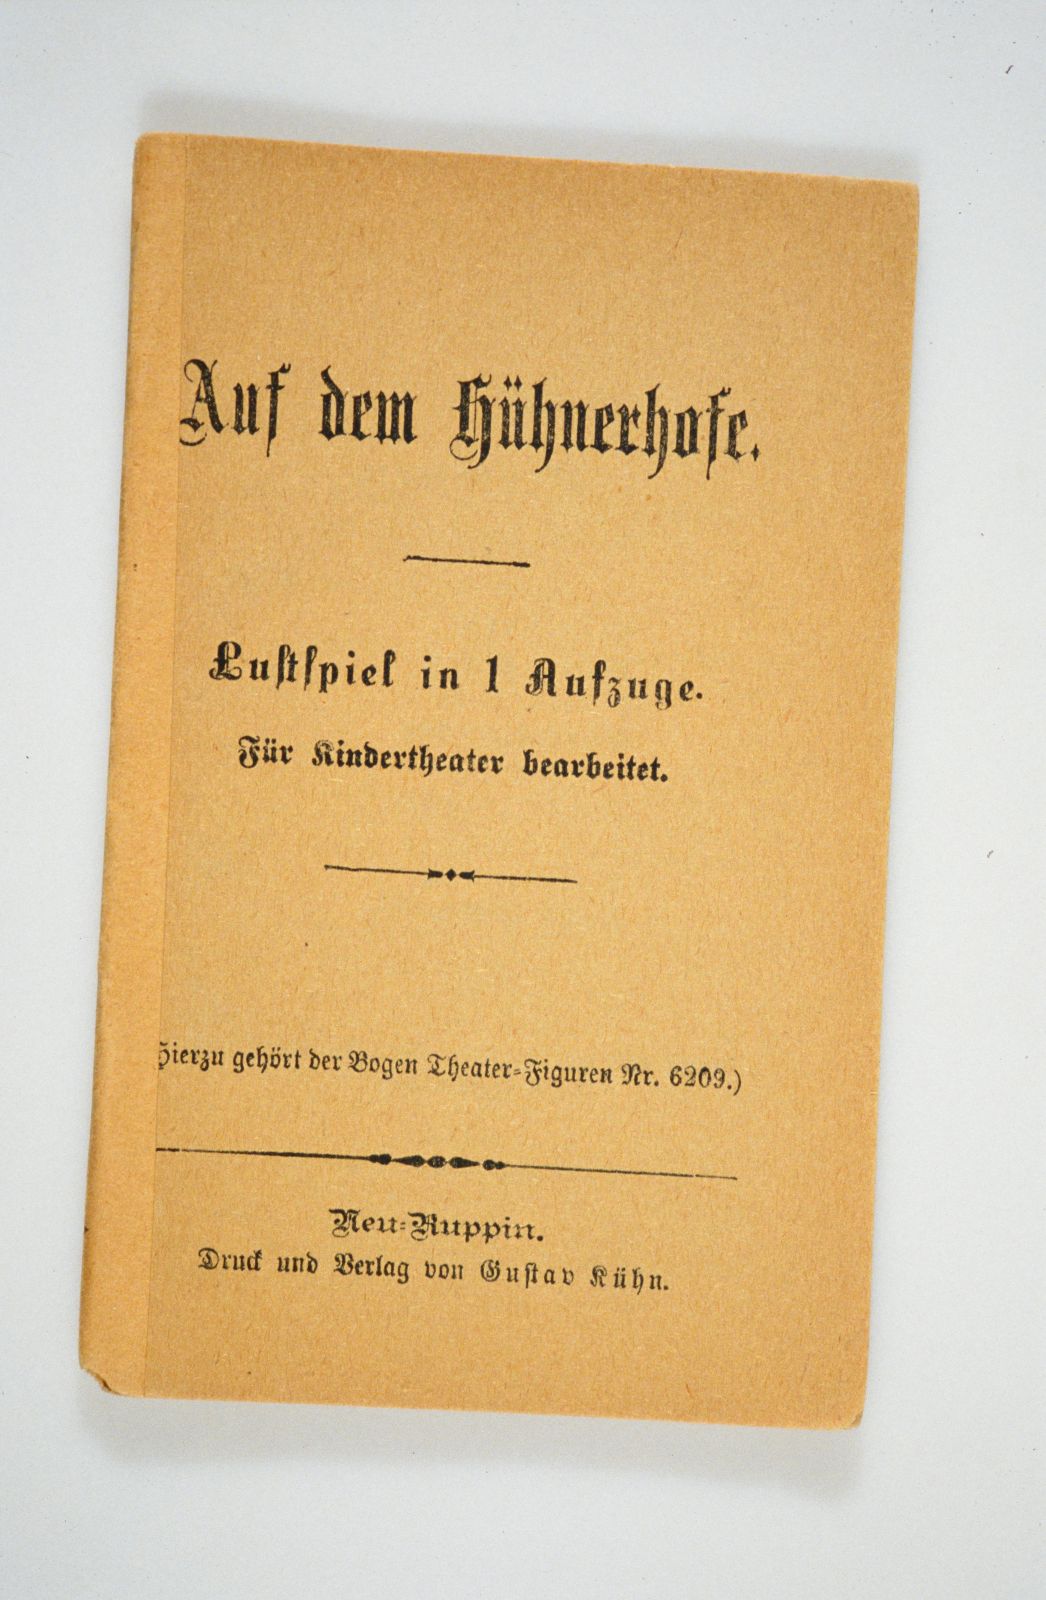 Auf dem Hühnerhofe.
Lustspiel in 1 Aufzuge.
Für Kindertheater bearbeitet.
Hierzu gehört der Bogen Theater-Figuren Nr. 6209.)
Neu-Ruppin.
Druck und Verlag von Gustav Kühn.